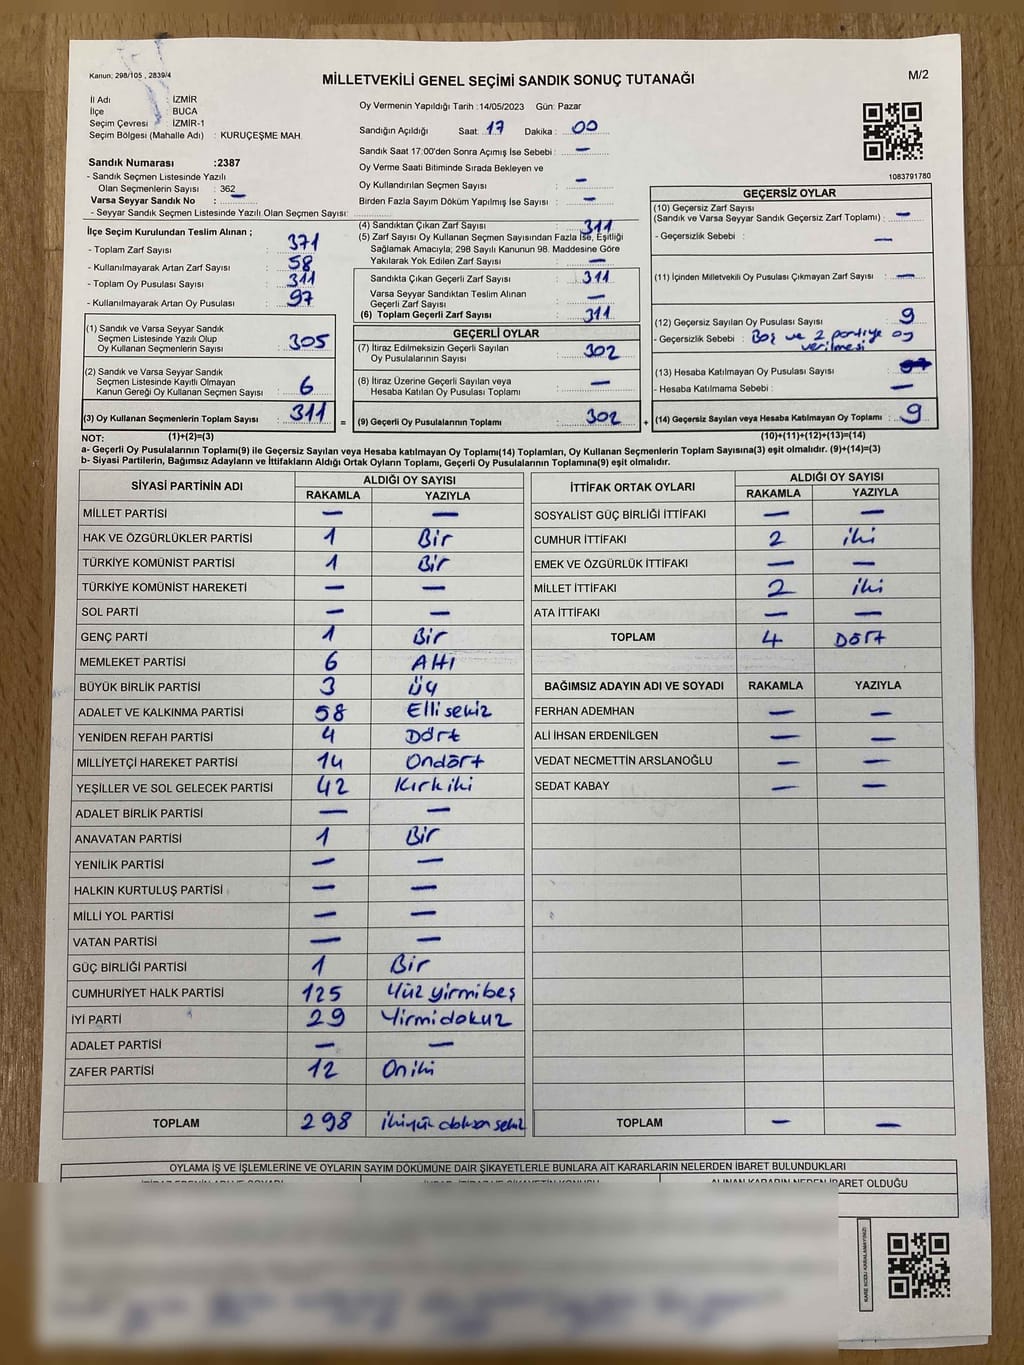 Kanun; 298/105 , 2839/4
MİLLETVEKİLİ GENEL SEÇİMİ SANDIK SONUÇ TUTANAĞI
M/2
İl Adı İZMİR
İlçe BUCA
Seçim Çevresi İZMİR-1
Seçim Bölgesi (Mahalle Adı) : KURUÇEŞME MAH.
Sandık Numarası :2387
- Sandık Seçmen Listesinde Yazılı
Olan Seçmenlerin Sayısı : 362
Varsa Seyyar Sandık No : —
- Seyyar Sandık Seçmen Listesinde Yazılı Olan Seçmen Sayısı:
Oy Vermenin Yapıldığı Tarih :14/05/2023 Gün: Pazar
Sandığın Açıldığı Saat: 17 Dakika : 00
Sandık Saat 17:00'den Sonra Açımış İse Sebebi : —
Oy Verme Saati Bitiminde Sırada Bekleyen ve
Oy Kullandırılan Seçmen Sayısı : —
Birden Fazla Sayım Döküm Yapılmış İse Sayısı : —
1083791780
İlçe Seçim Kurulundan Teslim Alınan ;
- Toplam Zarf Sayısı : 371
- Kullanılmayarak Artan Zarf Sayısı : 58
- Toplam Oy Pusulası Sayısı : 311
- Kullanılmayarak Artan Oy Pusulası : 97
(1) Sandık ve Varsa Seyyar Sandık
Seçmen Listesinde Yazılı Olup
Oy Kullanan Seçmenlerin Sayısı : 305
(2) Sandık ve Varsa Seyyar Sandık
Seçmen Listesinde Kayıtlı Olmayan
Kanun Gereği Oy Kullanan Seçmen Sayısı : 6
(3) Oy Kullanan Seçmenlerin Toplam Sayısı : 311 =
(4) Sandıktan Çıkan Zarf Sayısı : 311
(5) Zarf Sayısı Oy Kullanan Seçmen Sayısından Fazla İse, Eşitliği
Sağlamak Amacıyla; 298 Sayılı Kanunun 98. Maddesine Göre
Yakılarak Yok Edilen Zarf Sayısı : —
Sandıkta Çıkan Geçerli Zarf Sayısı : 311
Varsa Seyyar Sandıktan Teslim Alınan
Geçerli Zarf Sayısı : —
(6) Toplam Geçerli Zarf Sayısı : 311
GEÇERLİ OYLAR
(7) İtiraz Edilmeksizin Geçerli Sayılan
Oy Pusulalarının Sayısı : 302
(8) İtiraz Üzerine Geçerli Sayılan veya
Hesaba Katılan Oy Pusulası Toplamı : —
(9) Geçerli Oy Pusulalarının Toplamı : 302 +
GEÇERSİZ OYLAR
(10) Geçersiz Zarf Sayısı
(Sandık ve Varsa Seyyar Sandık Geçersiz Zarf Toplamı) : —
- Geçersizlik Sebebi : —
(11) İçinden Milletvekili Oy Pusulası Çıkmayan Zarf Sayısı : —
(12) Geçersiz Sayılan Oy Pusulası Sayısı : 9
- Geçersizlik Sebebi : Boş ve 2 partiye oy
verilmesi
(13) Hesaba Katılmayan Oy Pusulası Sayısı :
- Hesaba Katılmama Sebebi : —
(14) Geçersiz Sayılan veya Hesaba Katılmayan Oy Toplamı : 9
NOT: (1)+(2)=(3) (10)+(11)+(12)+(13)=(14)
a- Geçerli Oy Pusulalarının Toplamı(9) ile Geçersiz Sayılan veya Hesaba katılmayan Oy Toplamı(14) Toplamları, Oy Kullanan Seçmenlerin Toplam Sayısına(3) eşit olmalıdır. (9)+(14)=(3)
b- Siyasi Partilerin, Bağımsız Adayların ve İttifakların Aldığı Ortak Oyların Toplamı, Geçerli Oy Pusulalarının Toplamına(9) eşit olmalıdır.
SİYASİ PARTİNİN ADI ALDIĞI OY SAYISI
RAKAMLA YAZIYLA
MİLLET PARTİSİ — —
HAK VE ÖZGÜRLÜKLER PARTİSİ 1 Bir
TÜRKİYE KOMÜNİST PARTİSİ 1 Bir
TÜRKİYE KOMÜNİST HAREKETİ — —
SOL PARTİ — —
GENÇ PARTİ 1 Bir
MEMLEKET PARTİSİ 6 Altı
BÜYÜK BİRLİK PARTİSİ 3 Üç
ADALET VE KALKINMA PARTİSİ 58 Elli sekiz
YENİDEN REFAH PARTİSİ 4 Dört
MİLLİYETÇİ HAREKET PARTİSİ 14 Ondört
YEŞİLLER VE SOL GELECEK PARTİSİ 42 Kırkiki
ADALET BİRLİK PARTİSİ — —
ANAVATAN PARTİSİ 1 Bir
YENİLİK PARTİSİ — —
HALKIN KURTULUŞ PARTİSİ — —
MİLLİ YOL PARTİSİ — —
VATAN PARTİSİ — —
GÜÇ BİRLİĞİ PARTİSİ 1 Bir
CUMHURİYET HALK PARTİSİ 125 Yüz yirmibeş
İYİ PARTİ 29 Yirmidokuz
ADALET PARTİSİ — —
ZAFER PARTİSİ 12 Oniki
TOPLAM 298 ikiyüz doksan sekiz
İTTİFAK ORTAK OYLARI ALDIĞI OY SAYISI
RAKAMLA YAZIYLA
SOSYALİST GÜÇ BİRLİĞİ İTTİFAKI — —
CUMHUR İTTİFAKI 2 iki
EMEK VE ÖZGÜRLÜK İTTİFAKI — —
MİLLET İTTİFAKI 2 iki
ATA İTTİFAKI — —
TOPLAM 4 Dört
BAĞIMSIZ ADAYIN ADI VE SOYADI RAKAMLA YAZIYLA
FERHAN ADEMHAN — —
ALİ İHSAN ERDENİLGEN — —
VEDAT NECMETTİN ARSLANOĞLU — —
SEDAT KABAY — —
TOPLAM — —
OYLAMA İŞ VE İŞLEMLERİNE VE OYLARIN SAYIM DÖKÜMÜNE DAİR ŞİKAYETLERLE BUNLARA AİT KARARLARIN NELERDEN İBARET BULUNDUKLARI
ALINAN KARARIN NEDEN İBARET OLDUĞU
KARE KODU KARALAMAYINIZ!